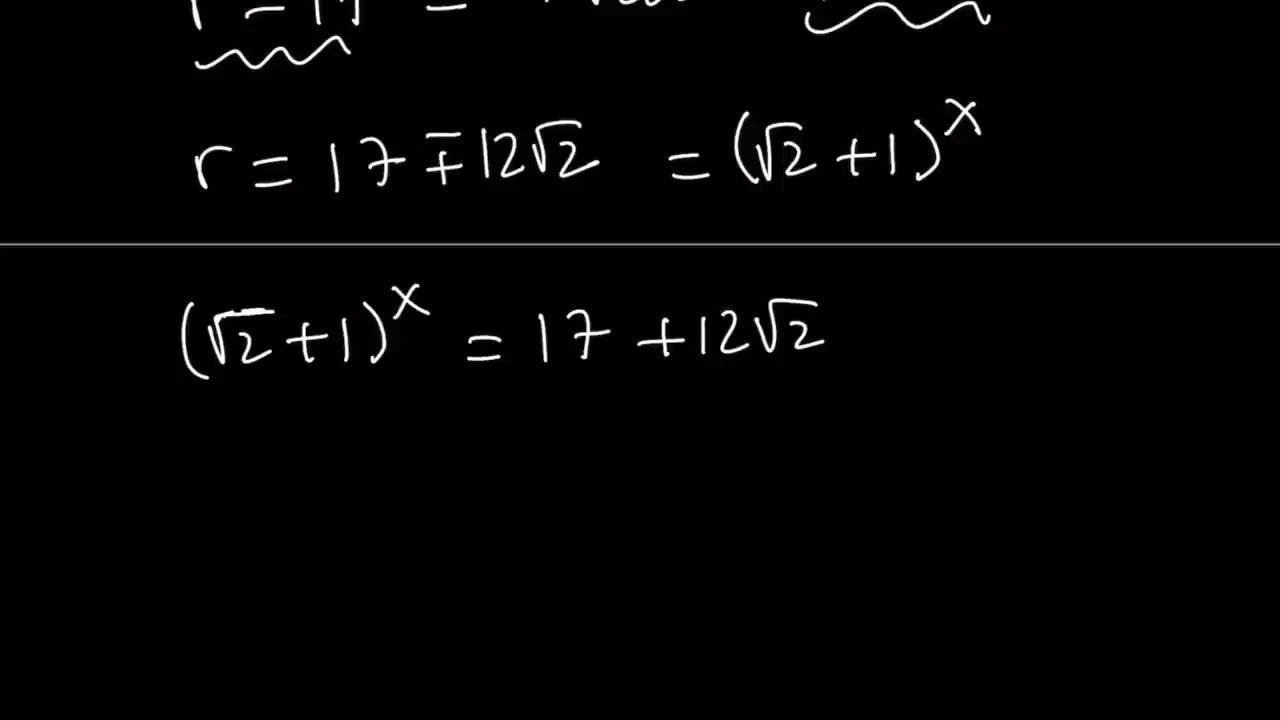 r = 17 ∓ 12√2 = (√2 + 1)^x
(√2 + 1)^x = 17 + 12√2